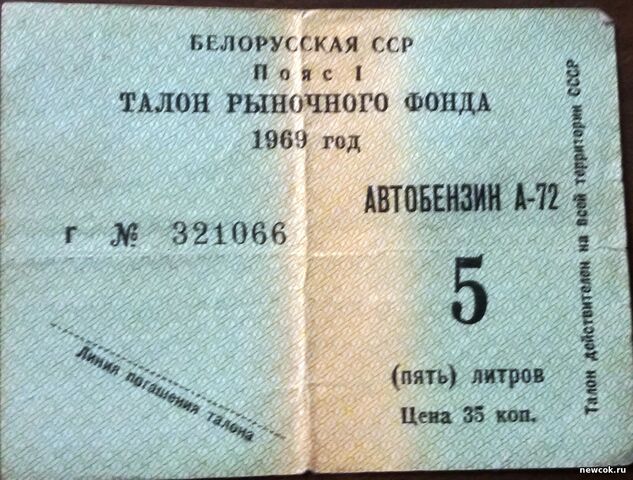 БЕЛОРУССКАЯ ССР
Пояс I
ТАЛОН РЫНОЧНОГО ФОНДА
1969 год
АВТОБЕНЗИН А-72
г № 321066
5
(пять) литров
Цена 35 коп.
Линия погашения талона
Талон действителен на всей территории СССР
newcok.ru